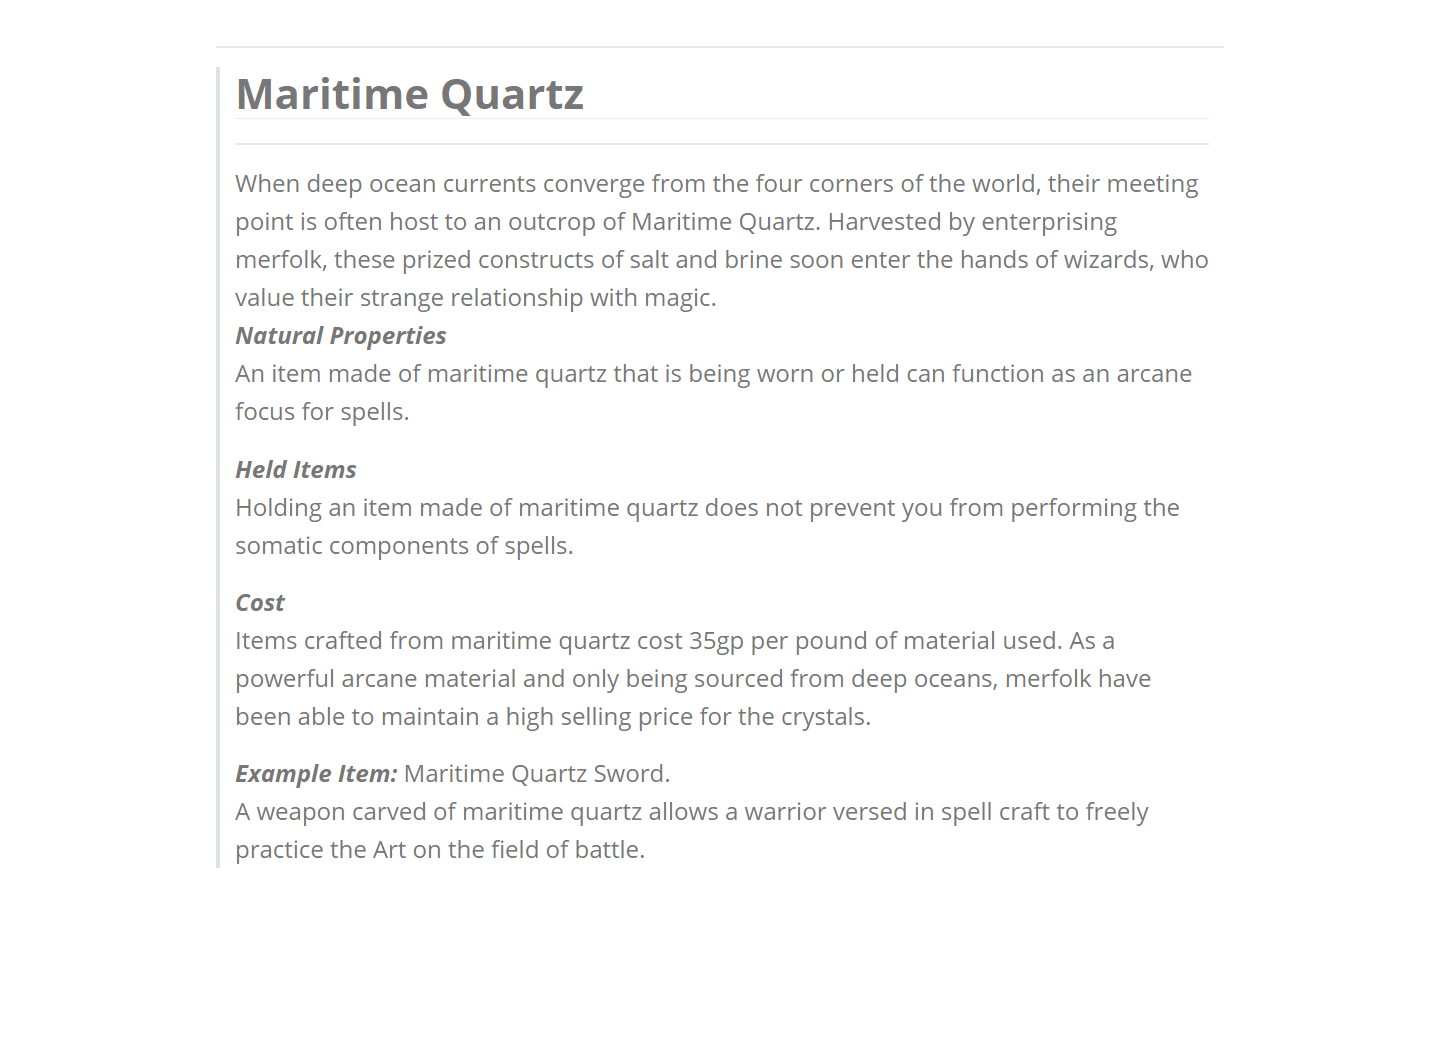 Maritime Quartz
When deep ocean currents converge from the four corners of the world, their meeting
point is often host to an outcrop of Maritime Quartz. Harvested by enterprising
merfolk, these prized constructs of salt and brine soon enter the hands of wizards, who
value their strange relationship with magic.
Natural Properties
An item made of maritime quartz that is being worn or held can function as an arcane
focus for spells.
Held Items
Holding an item made of maritime quartz does not prevent you from performing the
somatic components of spells.
Cost
Items crafted from maritime quartz cost 35gp per pound of material used. As a
powerful arcane material and only being sourced from deep oceans, merfolk have
been able to maintain a high selling price for the crystals.
Example Item: Maritime Quartz Sword.
A weapon carved of maritime quartz allows a warrior versed in spell craft to freely
practice the Art on the field of battle.